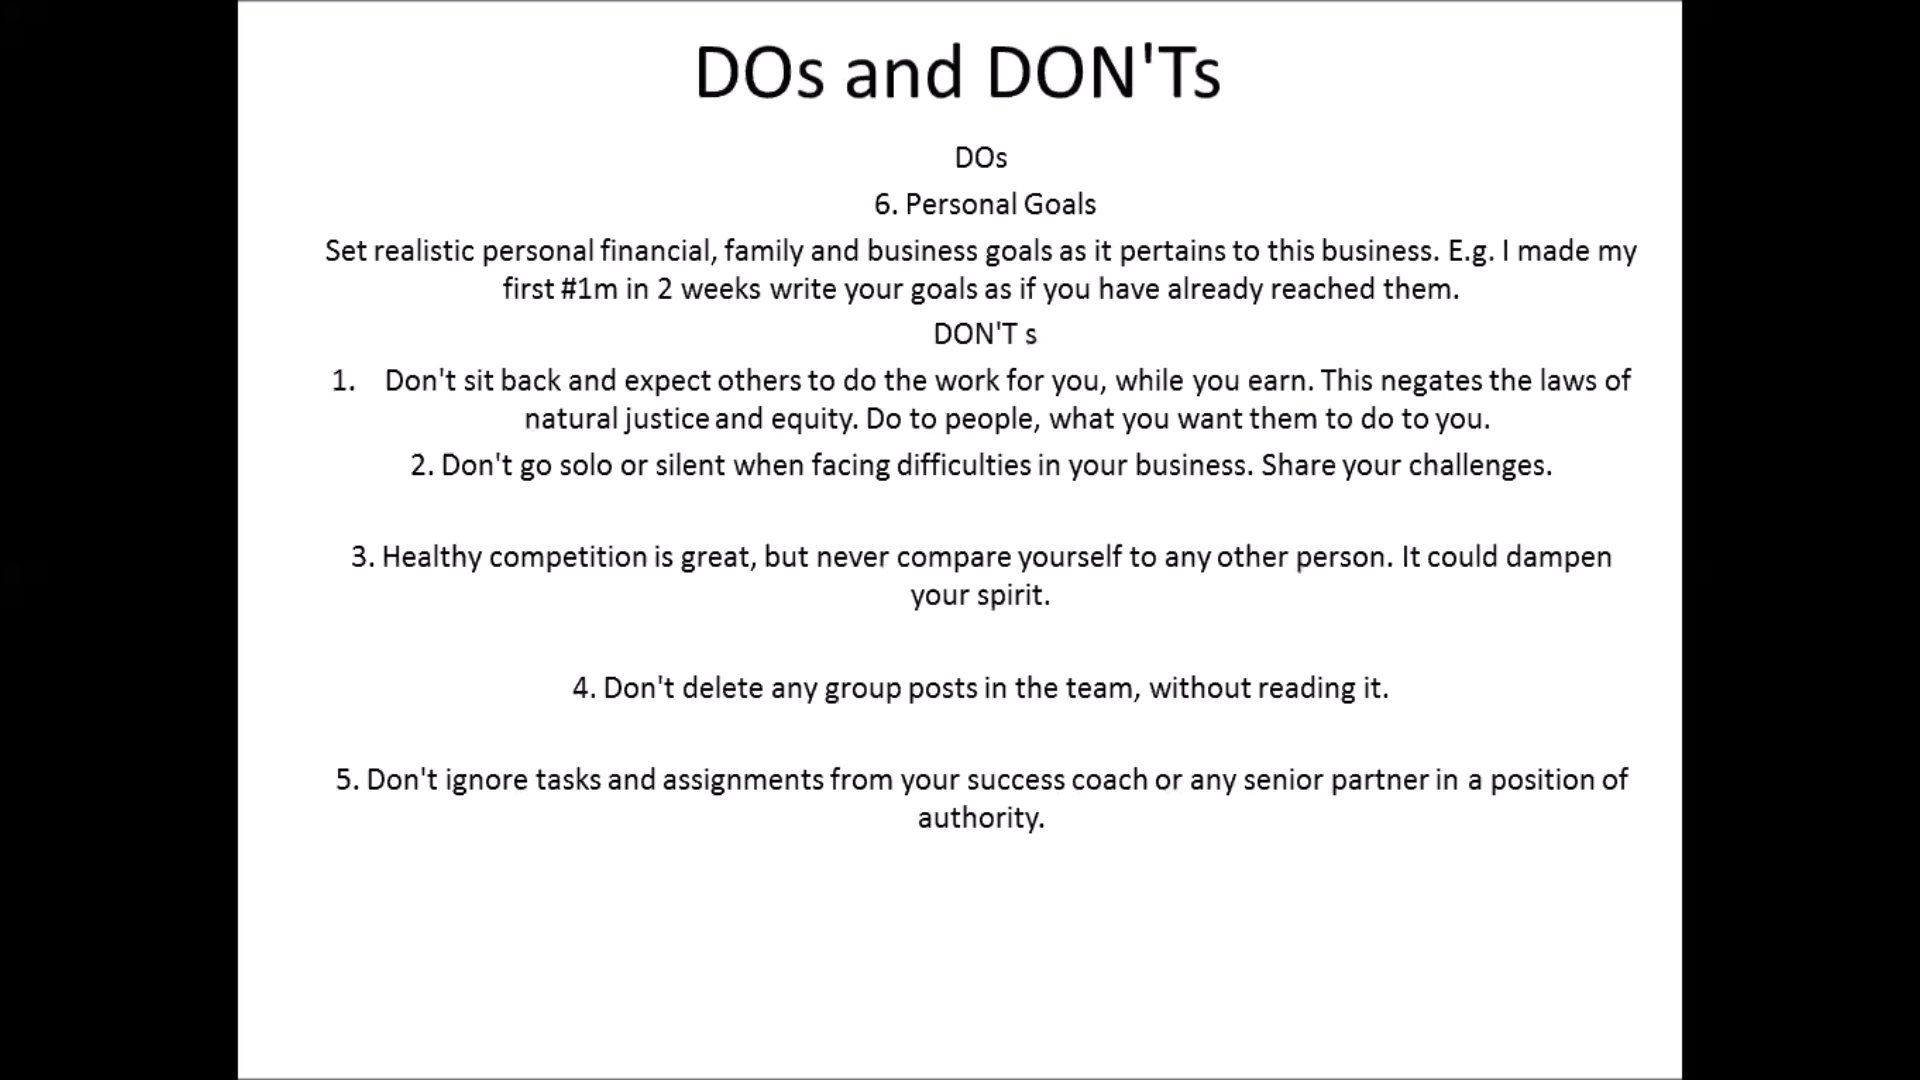 DOs and DON'Ts
DOs
6. Personal Goals
Set realistic personal financial, family and business goals as it pertains to this business. E.g. I made my
first #1m in 2 weeks write your goals as if you have already reached them.
DON'T s
1. Don't sit back and expect others to do the work for you, while you earn. This negates the laws of
natural justice and equity. Do to people, what you want them to do to you.
2. Don't go solo or silent when facing difficulties in your business. Share your challenges.
3. Healthy competition is great, but never compare yourself to any other person. It could dampen
your spirit.
4. Don't delete any group posts in the team, without reading it.
5. Don't ignore tasks and assignments from your success coach or any senior partner in a position of
authority.